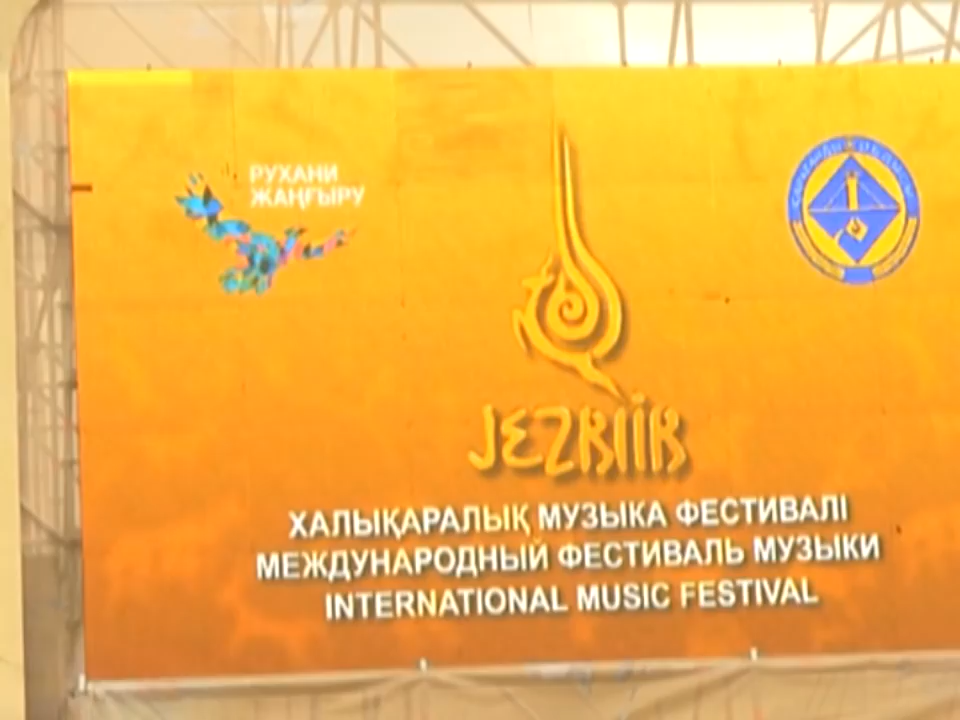 РУХАНИ
ЖАҢҒЫРУ
JEZKIIK
ХАЛЫҚАРАЛЫҚ МУЗЫКА ФЕСТИВАЛІ
МЕЖДУНАРОДНЫЙ ФЕСТИВАЛЬ МУЗЫКИ
INTERNATIONAL MUSIC FESTIVAL